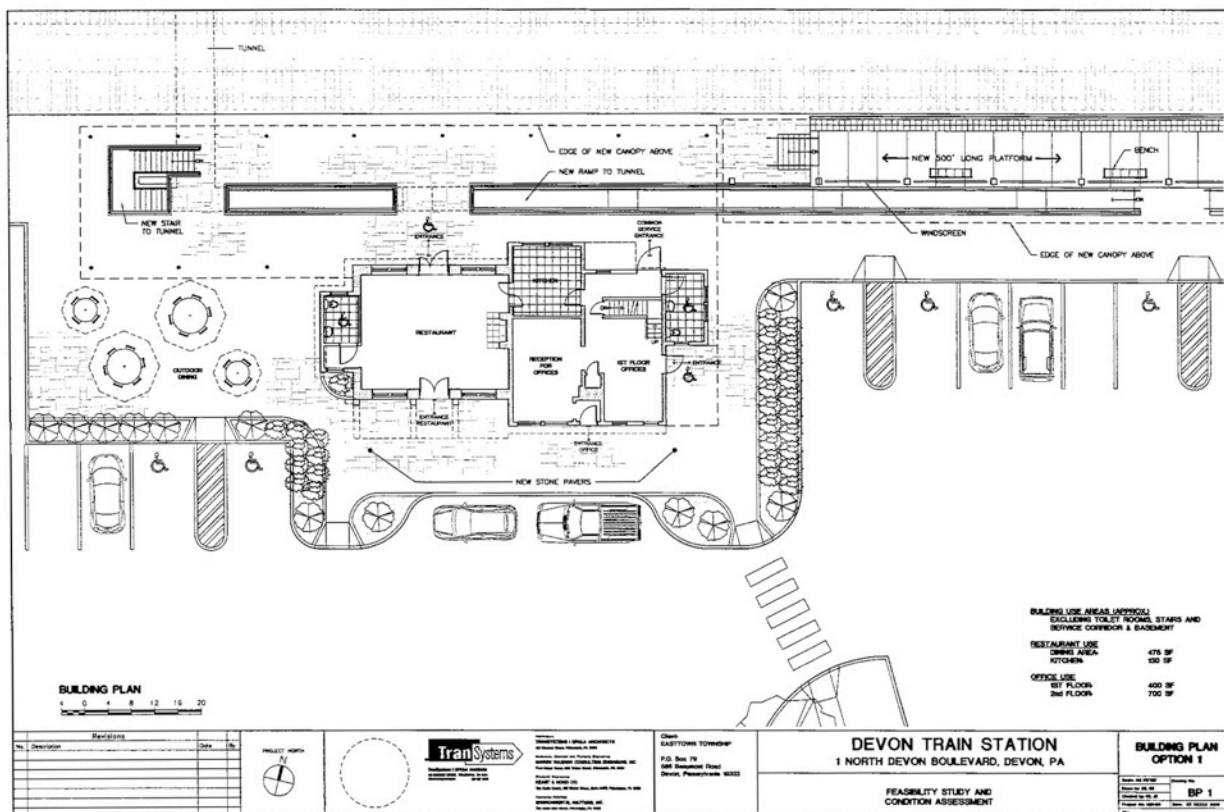 TUNNEL
EDGE OF NEW CANOPY ABOVE
NEW 500' LONG PLATFORM
BENCH
NEW RAMP TO TUNNEL
NEW STAIR
TO TUNNEL
WINDSCREEN
EDGE OF NEW CANOPY ABOVE
ENTRANCE
COMMON
SERVICE
ENTRANCE
KITCHEN
RESTAURANT
RECEPTION
FOR
OFFICES
1ST FLOOR
OFFICES
UP
ENTRANCE
OUTDOOR
DINING
ENTRANCE
RESTAURANT
ENTRANCE
OFFICE
NEW STONE PAVERS
BUILDING USE AREAS (APPROX.)
EXCLUDING TOILET ROOMS, STAIRS AND
SERVICE CORRIDOR & BASEMENT
RESTAURANT USE
DINING AREA: 475 SF
KITCHEN: 130 SF
OFFICE USE
1ST FLOOR: 400 SF
2nd FLOOR: 700 SF
BUILDING PLAN
4 0 4 8 12 16 20
Revisions
No. Description Date By
PROJECT NORTH
N
TranSystems
Client
EASTTOWN TOWNSHIP
P.O. Box 79
Beaumont Road
Devon, Pennsylvania 19333
DEVON TRAIN STATION
1 NORTH DEVON BOULEVARD, DEVON, PA
FEASIBILITY STUDY AND
CONDITION ASSESSMENT
BUILDING PLAN
OPTION 1
BP 1